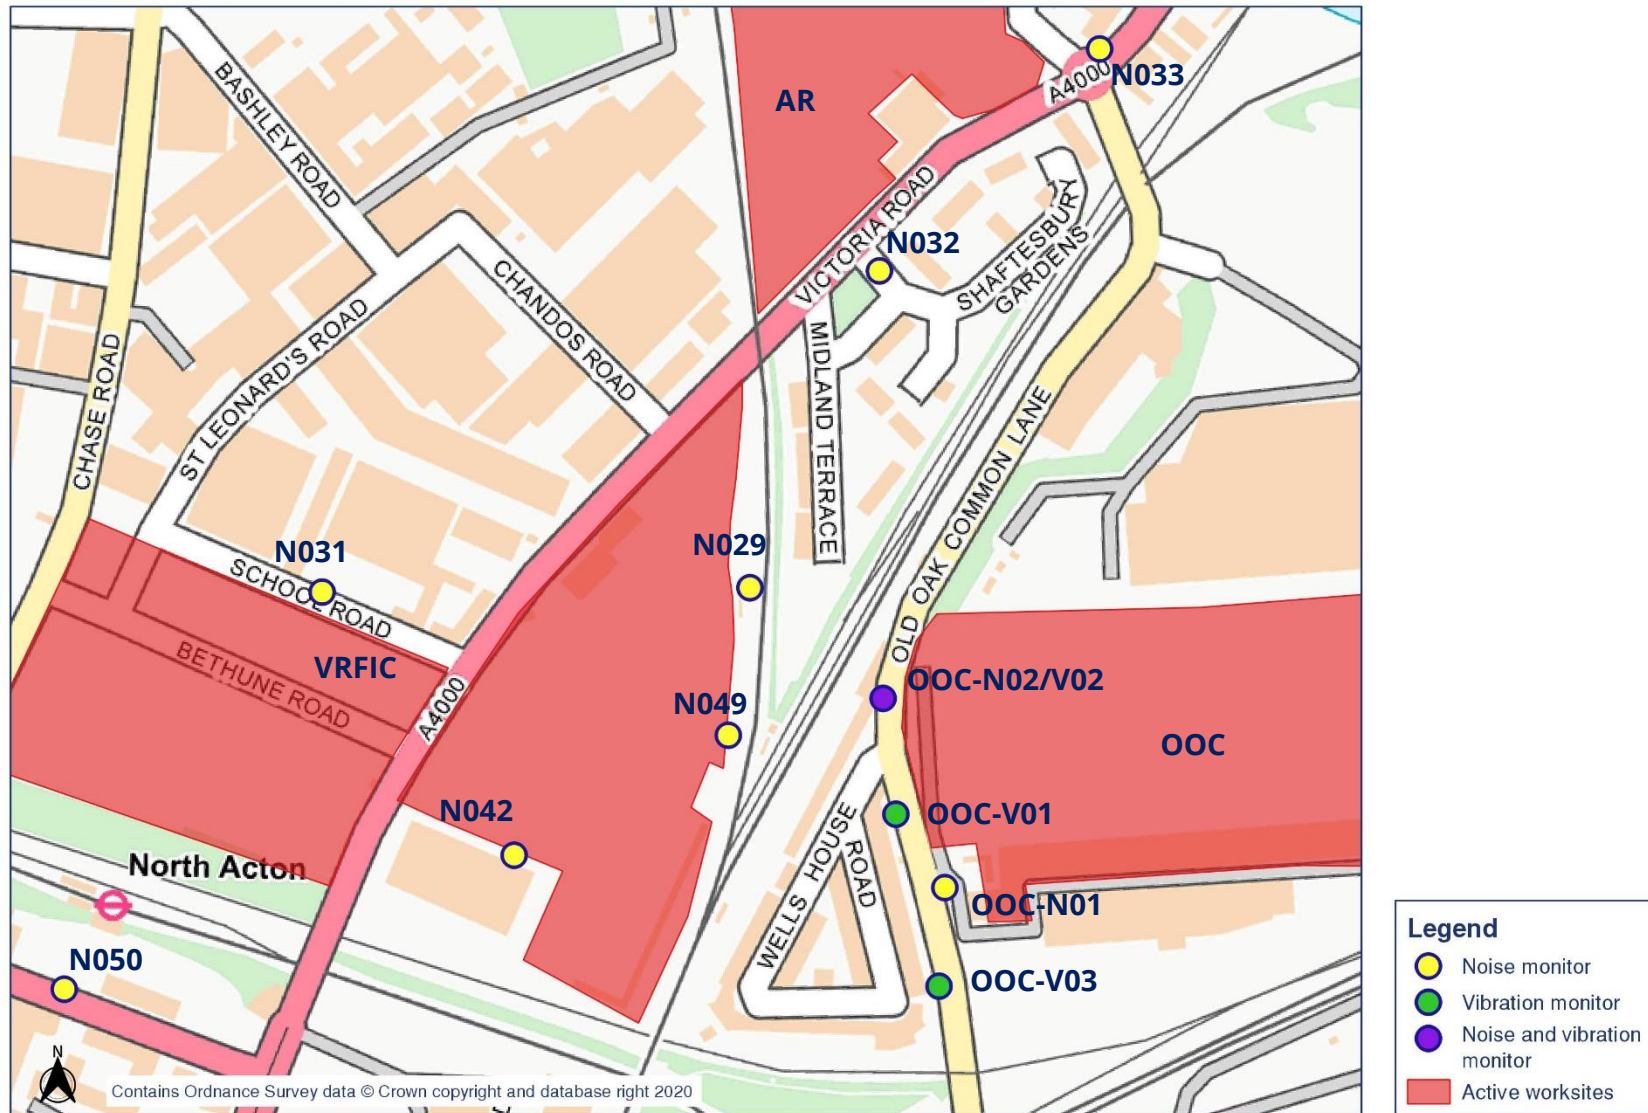 BASHLEY ROAD
AR
A4000
N033
VICTORIA ROAD
N032
SHAFTESBURY
GARDENS
CHANDOS ROAD
ST LEONARD'S ROAD
CHASE ROAD
MIDLAND TERRACE
OLD OAK COMMON LANE
N031
SCHOOL ROAD
N029
VRFIC
BETHUNE ROAD
A4000
N049
OOC-N02/V02
OOC
N042
OOC-V01
WELLS HOUSE
ROAD
North Acton
OOC-N01
N050
OOC-V03
N
Contains Ordnance Survey data © Crown copyright and database right 2020
Legend
Noise monitor
Vibration monitor
Noise and vibration
monitor
Active worksites